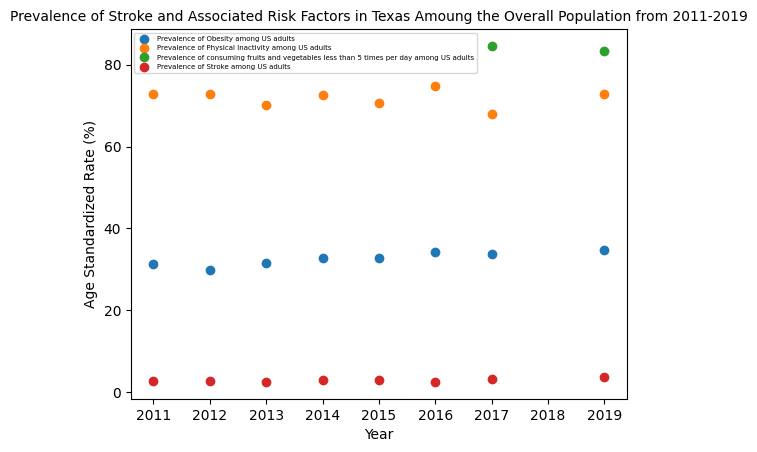 Prevalence of Stroke and Associated Risk Factors in Texas Amoung the Overall Population from 2011-2019
Prevalence of Obesity among US adults
Prevalence of Physical Inactivity among US adults
Prevalence of consuming fruits and vegetables less than 5 times per day among US adults
Prevalence of Stroke among US adults
Age Standardized Rate (%)
80
60
40
20
0
2011 2012 2013 2014 2015 2016 2017 2018 2019
Year